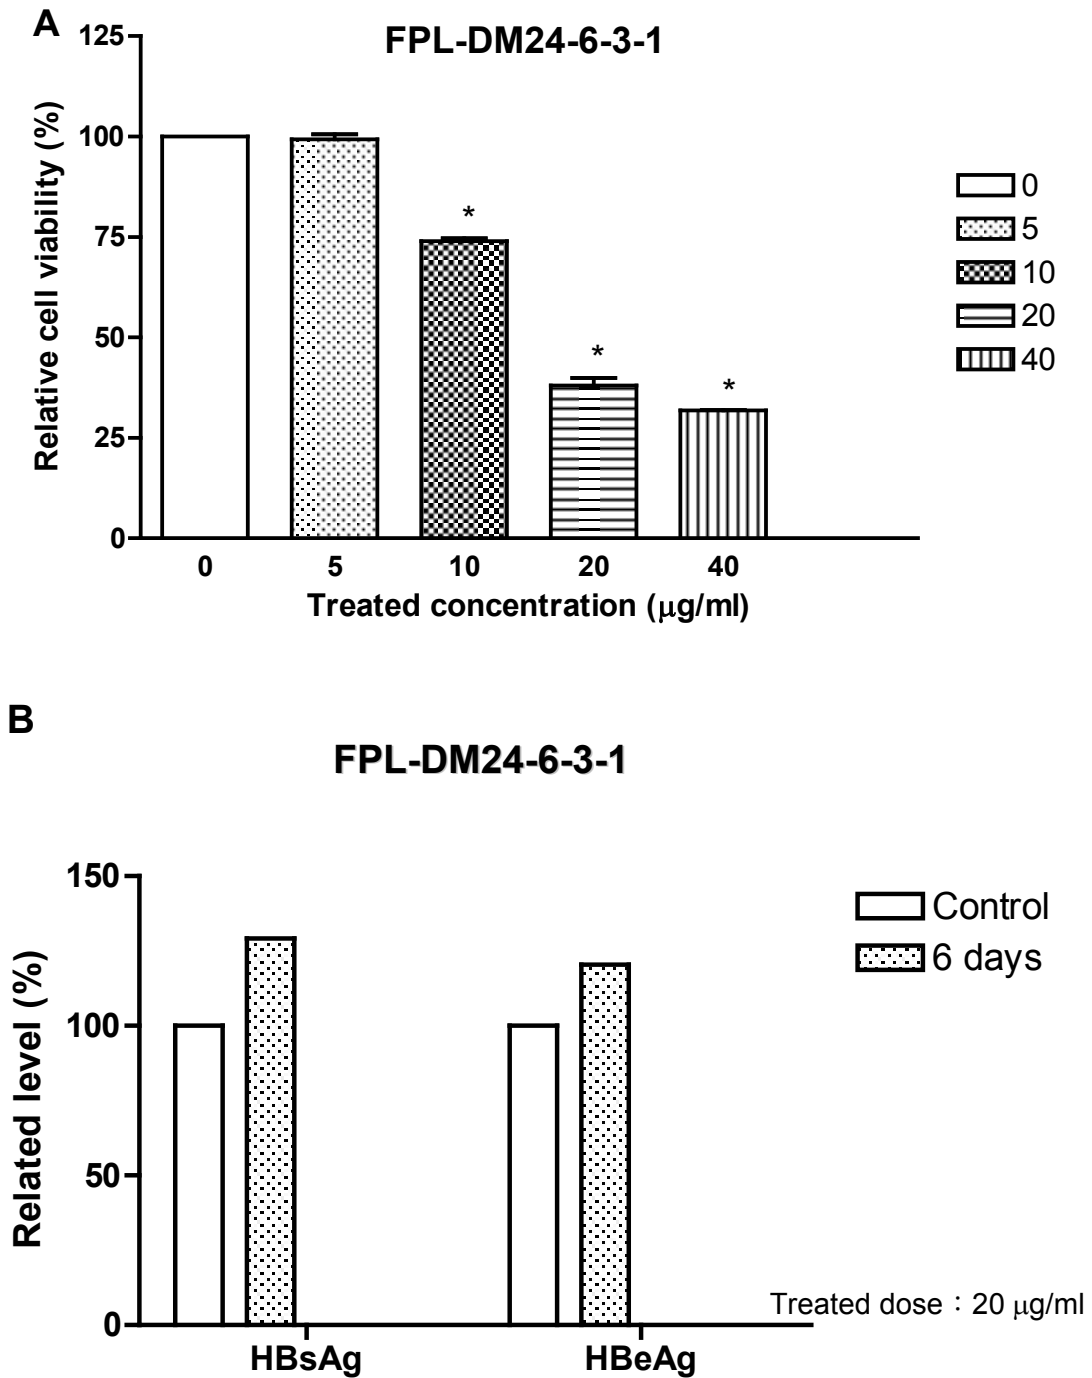 A
FPL-DM24-6-3-1
125
100
75
50
25
0
Relative cell viability (%)
*
*
*
0
5
10
20
40
0 5 10 20 40
Treated concentration (μg/ml)
B
FPL-DM24-6-3-1
150
100
50
0
Related level (%)
Control
6 days
HBsAg HBeAg
Treated dose：20 μg/ml